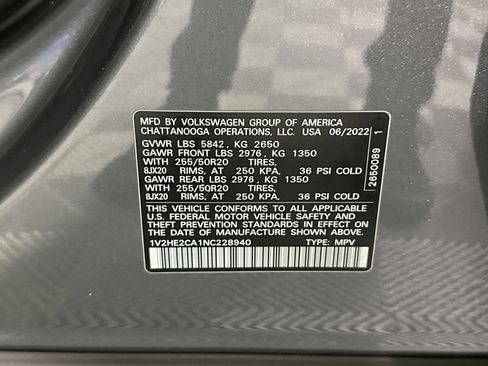 MFD BY VOLKSWAGEN GROUP OF AMERICA
CHATTANOOGA OPERATIONS, LLC. USA 06/2022
GVWR LBS 5842, KG 2650
GAWR FRONT LBS 2976, KG 1350
WITH 255/50R20 TIRES,
8JX20 RIMS, AT 250 KPA, 36 PSI COLD
GAWR REAR LBS 2976, KG 1350
WITH 255/50R20 TIRES,
8JX20 RIMS, AT 250 KPA, 36 PSI COLD
THIS VEHICLE CONFORMS TO ALL APPLICABLE
U.S. FEDERAL MOTOR VEHICLE SAFETY AND
THEFT PREVENTION STANDARDS IN EFFECT ON
THE DATE OF MANUFACTURE SHOWN ABOVE
1V2HE2CA1NC228940 TYPE: MPV
2650089 1